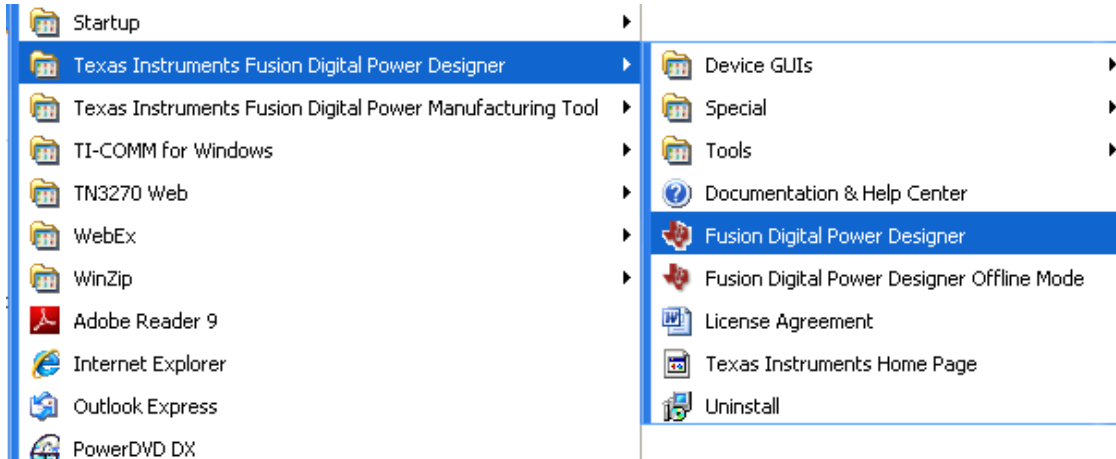 Startup
Texas Instruments Fusion Digital Power Designer
Texas Instruments Fusion Digital Power Manufacturing Tool
TI-COMM for Windows
TN3270 Web
WebEx
WinZip
Adobe Reader 9
Internet Explorer
Outlook Express
PowerDVD DX
Device GUIs
Special
Tools
Documentation & Help Center
Fusion Digital Power Designer
Fusion Digital Power Designer Offline Mode
License Agreement
Texas Instruments Home Page
Uninstall